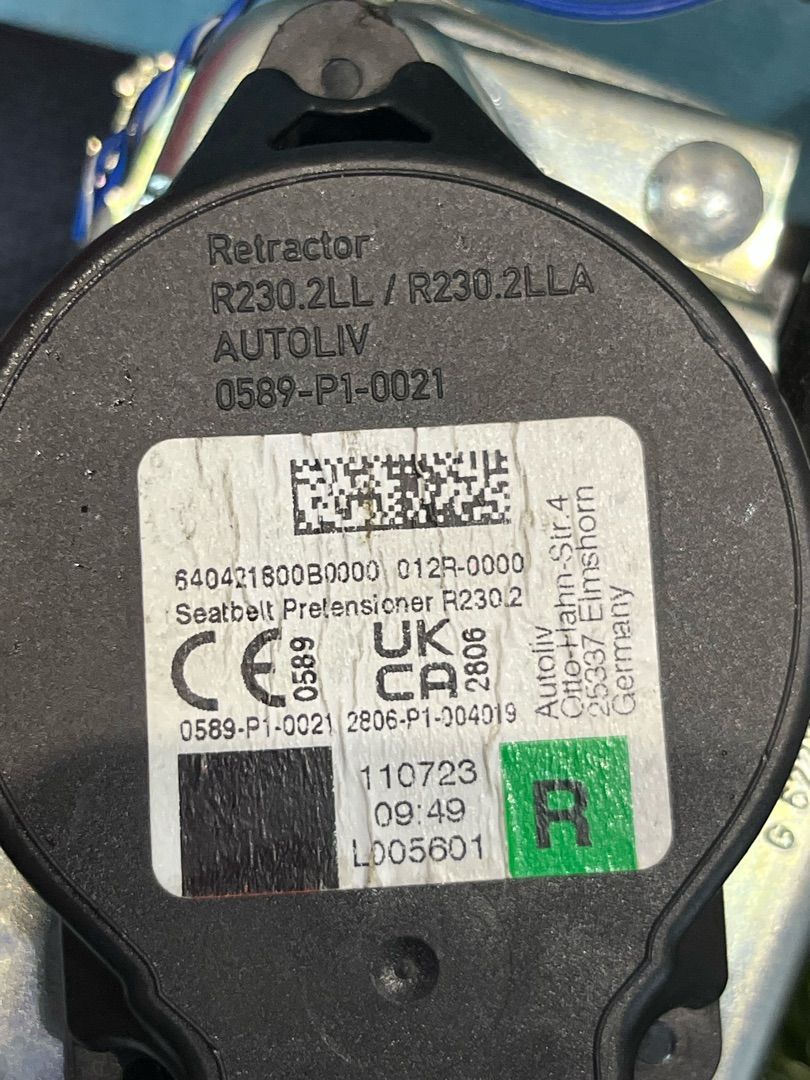 Retractor
R230.2LL / R230.2LLA
AUTOLIV
0589-P1-0021
640421800B0000 012R-0000
Seatbelt Pretensioner R230.2
CE 0589
UK
CA 2806
0589-P1-0021 2806-P1-004019
Autoliv
Otto-Hahn-Str.4
25337 Elmshorn
Germany
110723
09:49
L005601
R